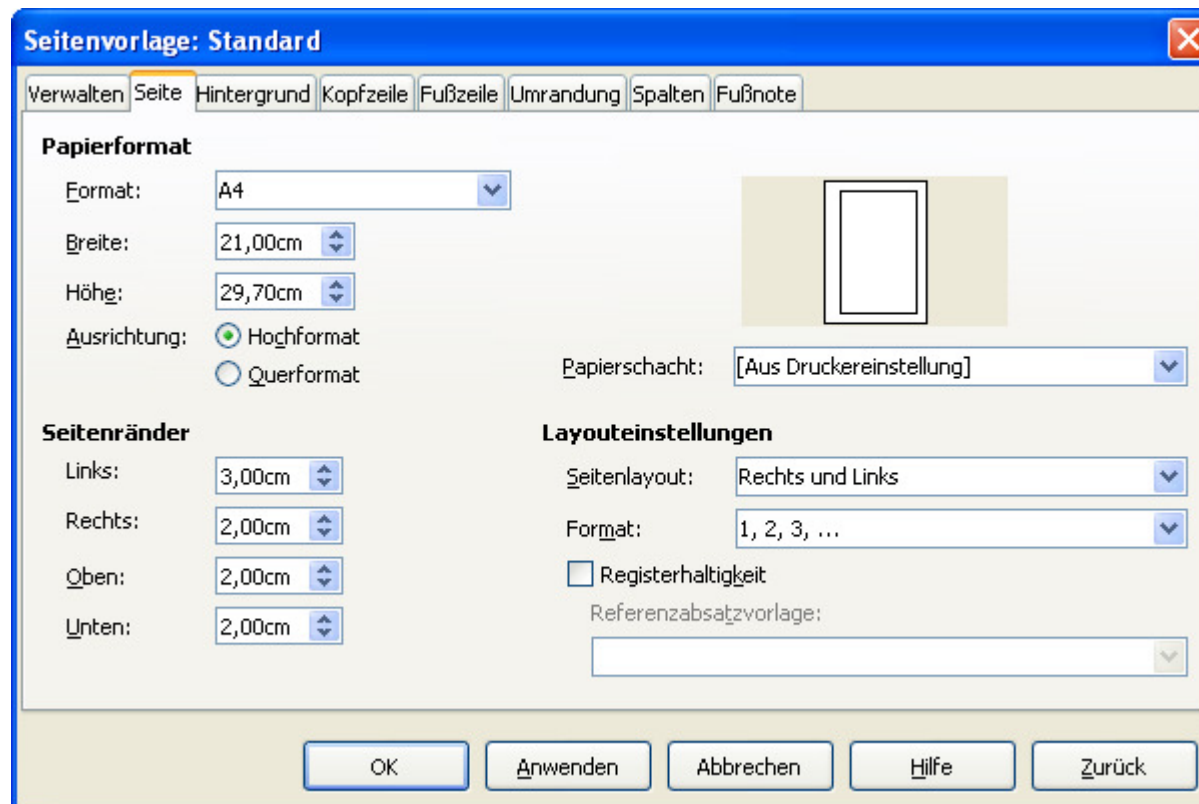 Seitenvorlage: Standard
Verwalten Seite Hintergrund Kopfzeile Fußzeile Umrandung Spalten Fußnote
Papierformat
Format: A4
Breite: 21,00cm
Höhe: 29,70cm
Ausrichtung: Hochformat
Querformat
Papierschacht: [Aus Druckereinstellung]
Seitenränder
Links: 3,00cm
Rechts: 2,00cm
Oben: 2,00cm
Unten: 2,00cm
Layouteinstellungen
Seitenlayout: Rechts und Links
Format: 1, 2, 3, ...
Registerhaltigkeit
Referenzabsatzvorlage:
OK Anwenden Abbrechen Hilfe Zurück